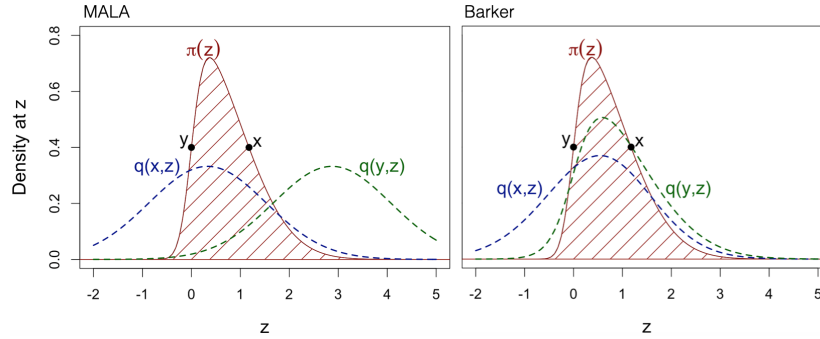 MALA
Barker
π(z)
y
x
q(x,z)
q(y,z)
Density at z
0.0
0.2
0.4
0.6
0.8
-2 -1 0 1 2 3 4 5
z
π(z)
y
x
q(x,z)
q(y,z)
-2 -1 0 1 2 3 4 5
z